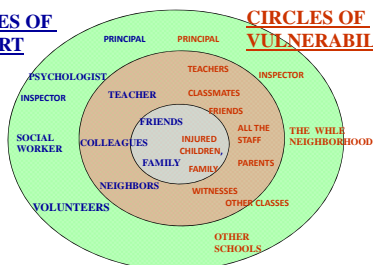 ES OF
RT
CIRCLES OF
VULNERABIL
PRINCIPAL
PRINCIPAL
PSYCHOLOGIST
TEACHERS
INSPECTOR
INSPECTOR
TEACHER
CLASSMATES
FRIENDS
FRIENDS
SOCIAL
WORKER
COLLEAGUES
INJURED
CHILDREN,
ALL THE
STAFF
THE WHLE
NEIGHBORHOOD
FAMILY
FAMILY
PARENTS
NEIGHBORS
WITNESSES
VOLUNTEERS
OTHER CLASSES
OTHER
SCHOOLS